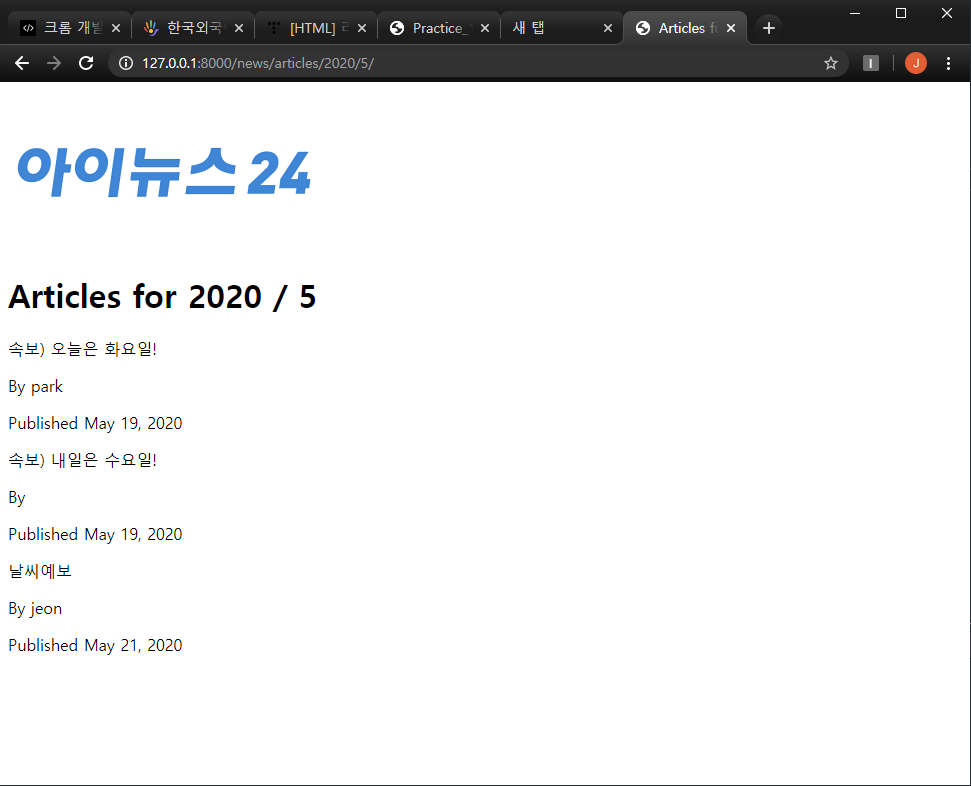 크롬 개발
한국외국
[HTML]
Practice_
새 탭
Articles fo
127.0.0.1:8000/news/articles/2020/5/
I
J
아이뉴스 24
Articles for 2020 / 5
속보) 오늘은 화요일!
By park
Published May 19, 2020
속보) 내일은 수요일!
By
Published May 19, 2020
날씨예보
By jeon
Published May 21, 2020